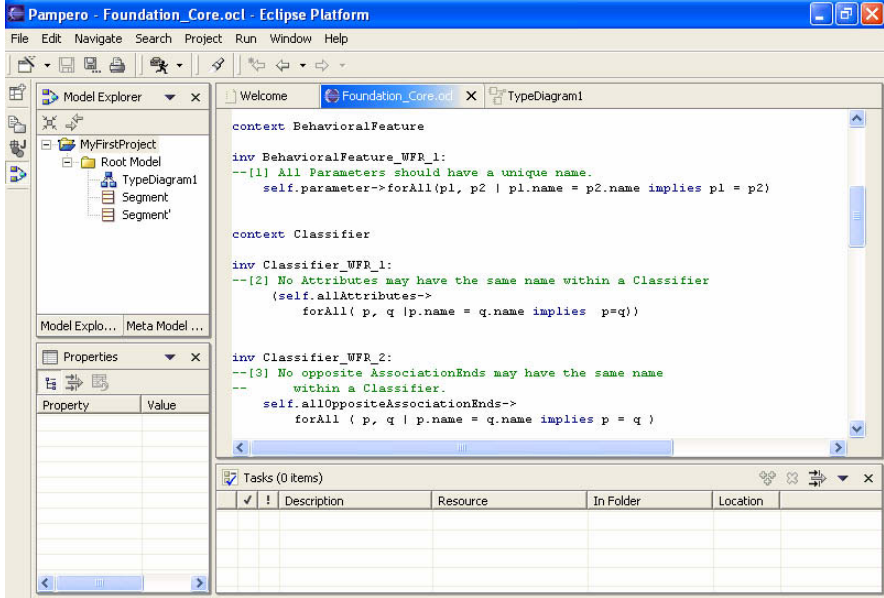 Pampero - Foundation_Core.ocl - Eclipse Platform
File Edit Navigate Search Project Run Window Help
Model Explorer
MyFirstProject
Root Model
TypeDiagram1
Segment
Segment'
Model Explo... Meta Model ...
Properties
Property Value
Welcome Foundation_Core.ocl TypeDiagram1
context BehavioralFeature
inv BehavioralFeature_WFR_1:
--[1] All Parameters should have a unique name.
self.parameter->forAll(p1, p2 | p1.name = p2.name implies p1 = p2)
context Classifier
inv Classifier_WFR_1:
--[2] No Attributes may have the same name within a Classifier
(self.allAttributes->
forAll( p, q |p.name = q.name implies p=q))
inv Classifier_WFR_2:
--[3] No opposite AssociationEnds may have the same name
-- within a Classifier.
self.allOppositeAssociationEnds->
forAll ( p, q | p.name = q.name implies p = q )
Tasks (0 items)
! Description Resource In Folder Location